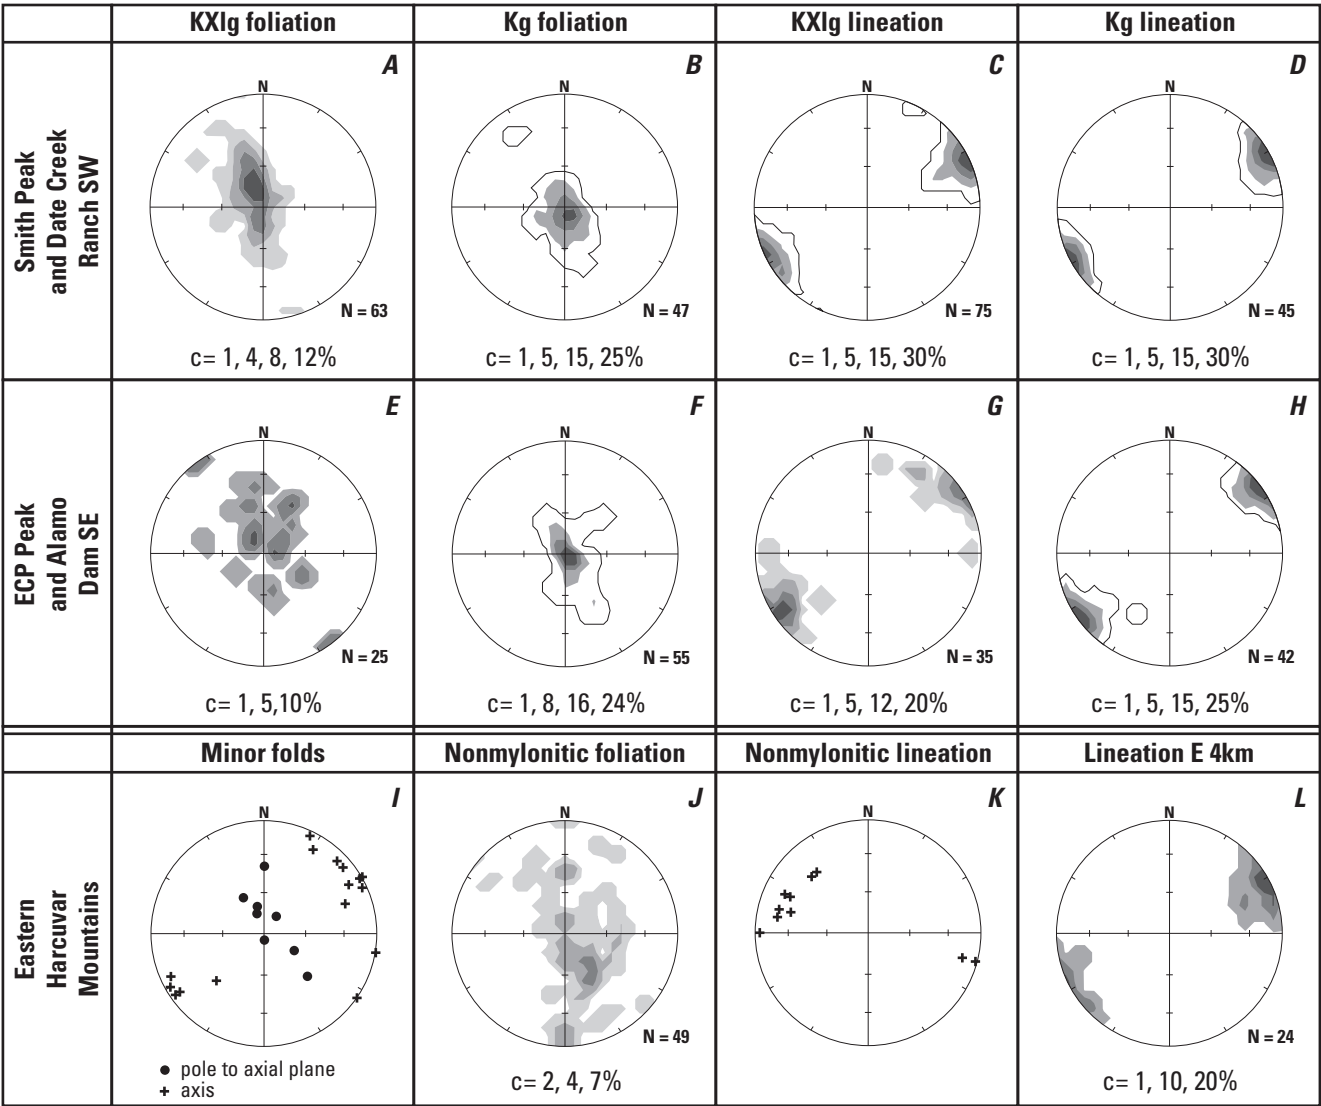 KXIg foliation
Kg foliation
KXIg lineation
Kg lineation
Smith Peak
and Date Creek
Ranch SW
A
N
N = 63
c= 1, 4, 8, 12%
B
N
N = 47
c= 1, 5, 15, 25%
C
N
N = 75
c= 1, 5, 15, 30%
D
N
N = 45
c= 1, 5, 15, 30%
ECP Peak
and Alamo
Dam SE
E
N
N = 25
c= 1, 5,10%
F
N
N = 55
c= 1, 8, 16, 24%
G
N
N = 35
c= 1, 5, 12, 20%
H
N
N = 42
c= 1, 5, 15, 25%
Minor folds
Nonmylonitic foliation
Nonmylonitic lineation
Lineation E 4km
Eastern
Harcuvar
Mountains
I
N
pole to axial plane
axis
J
N
N = 49
c= 2, 4, 7%
K
N
L
N
N = 24
c= 1, 10, 20%